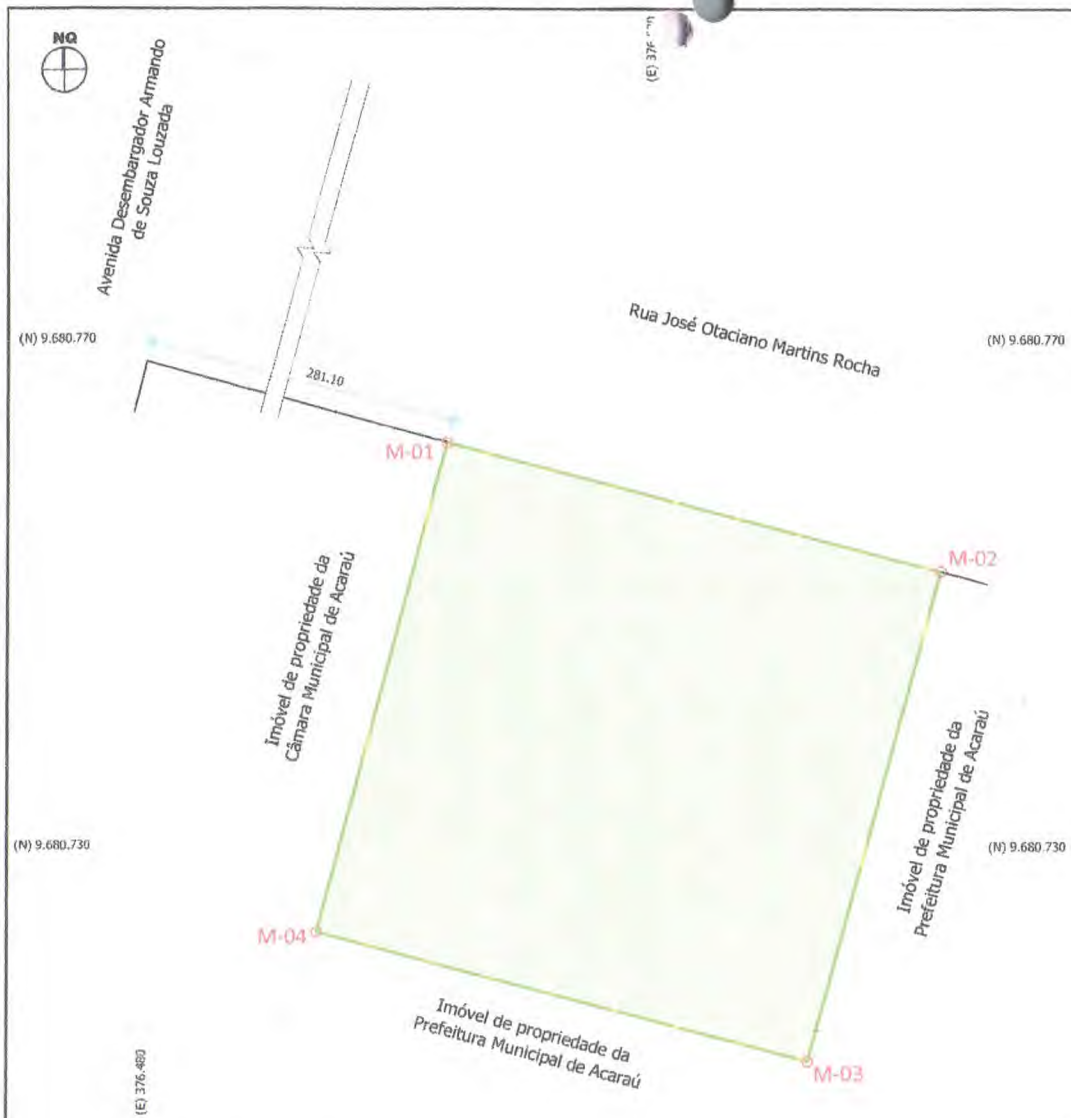 NQ
Avenida Desembargador Armando
de Souza Louzada
(E) 376.
(N) 9.680.770
Rua José Otaciano Martins Rocha
(N) 9.680.770
281.10
M-01
M-02
Imóvel de propriedade da
Câmara Municipal de Acaraú
Imóvel de propriedade da
Prefeitura Municipal de Acaraú
(N) 9.680.730
(N) 9.680.730
M-04
Imóvel de propriedade da
Prefeitura Municipal de Acaraú
(E) 376.480
M-03